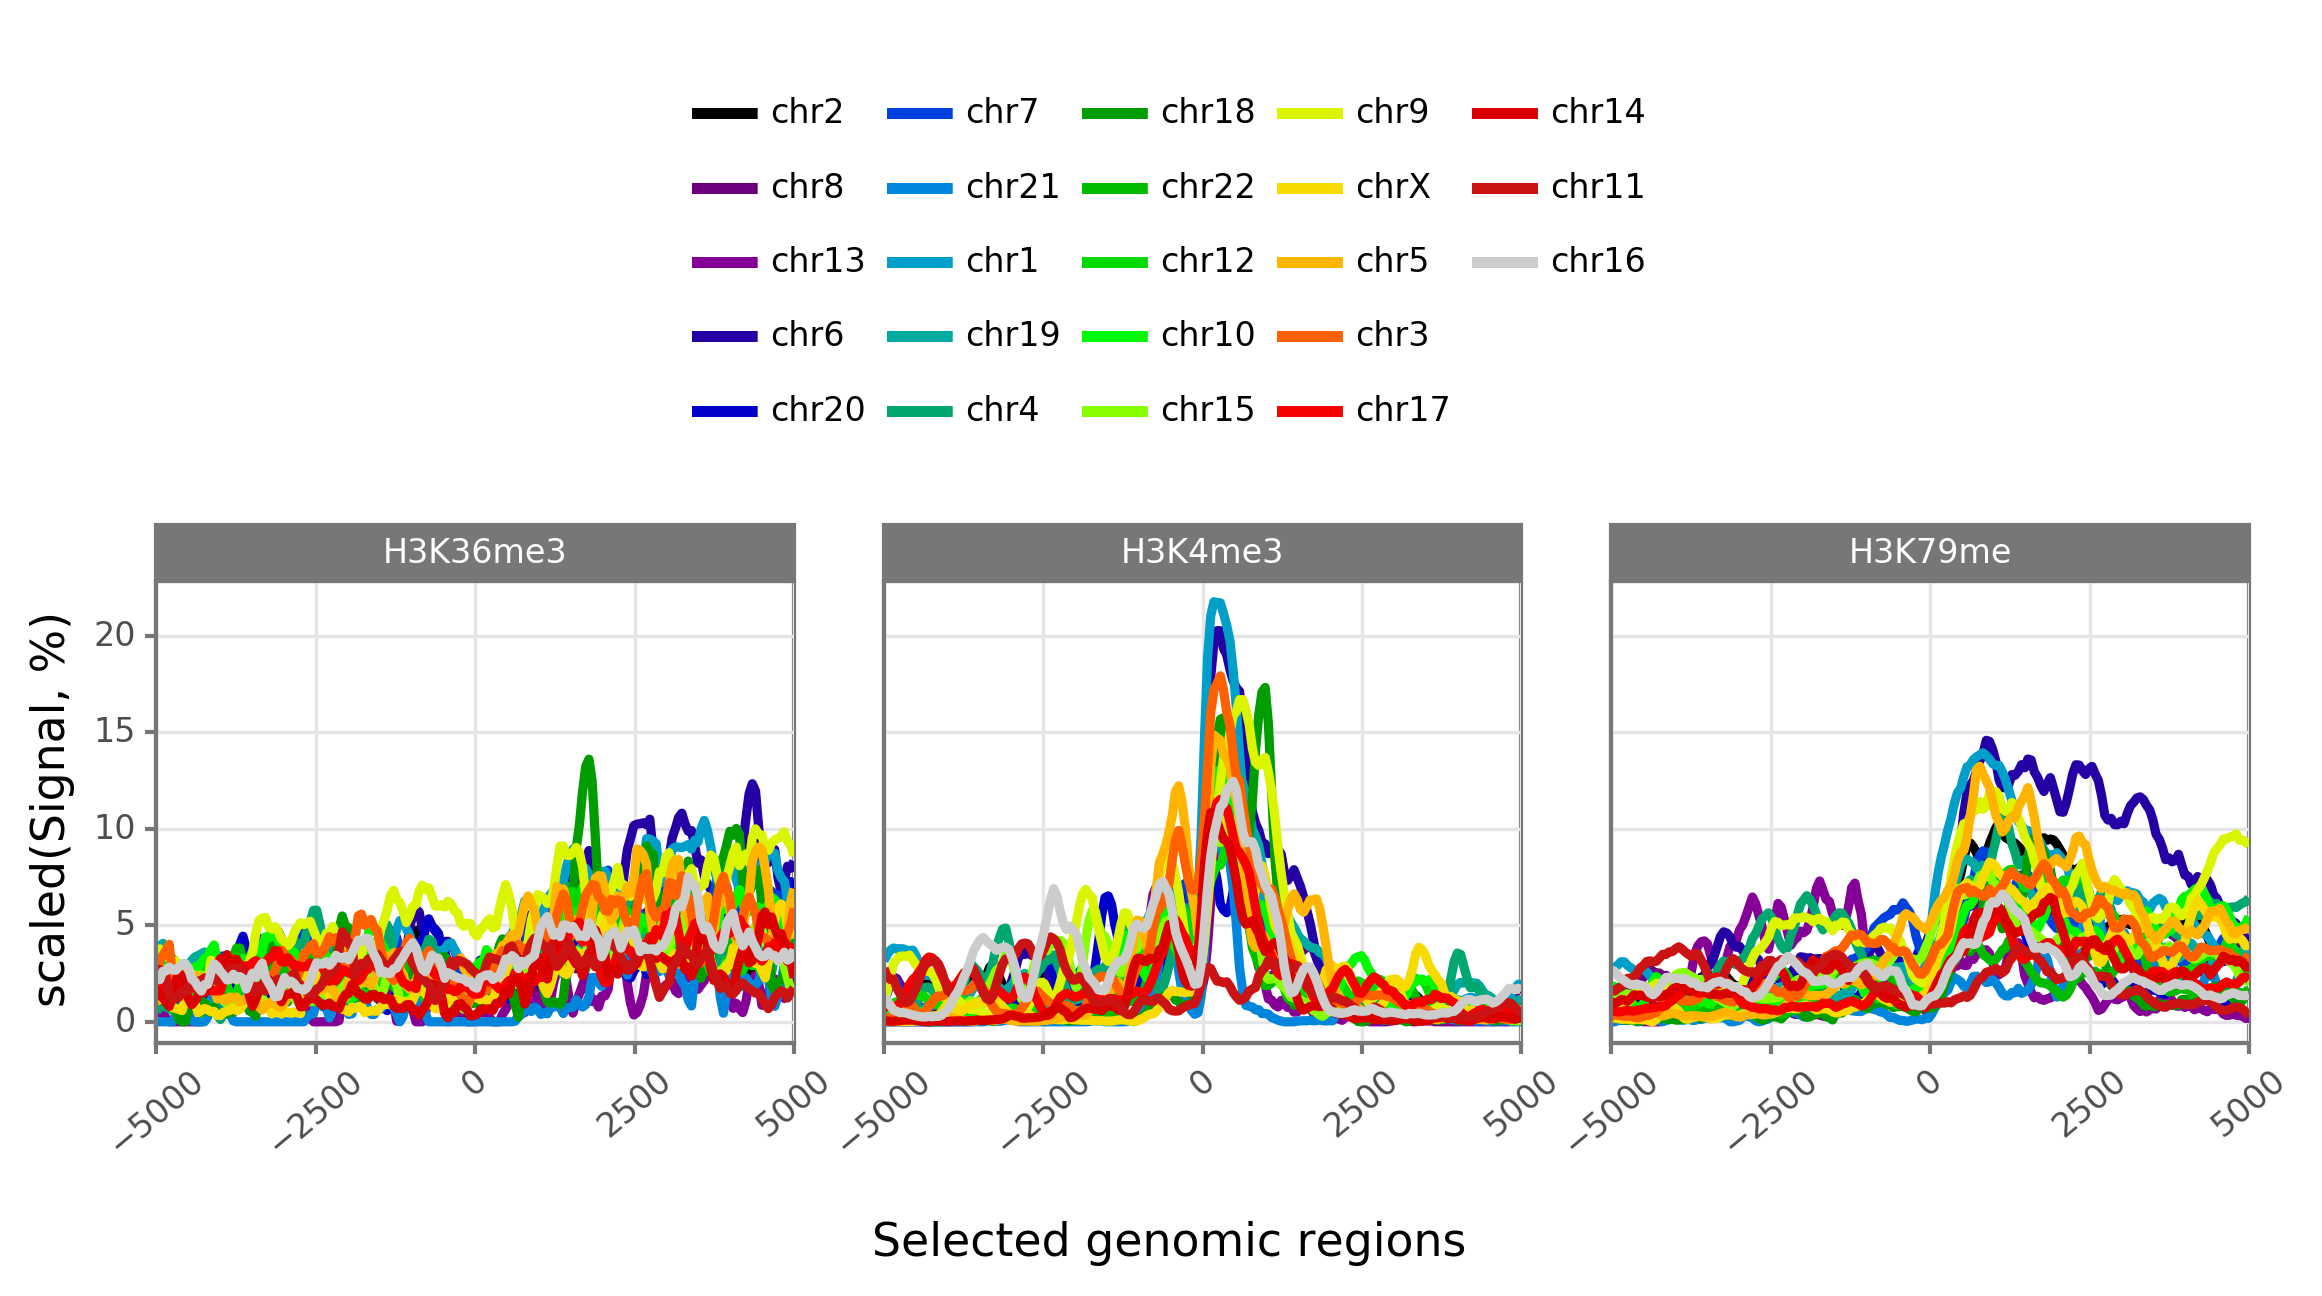 chr2 chr7 chr18 chr9 chr14
chr8 chr21 chr22 chrX chr11
chr13 chr1 chr12 chr5 chr16
chr6 chr19 chr10 chr3
chr20 chr4 chr15 chr17
H3K36me3 H3K4me3 H3K79me
scaled(Signal, %)
20
15
10
5
0
−5000 −2500 0 2500 5000 −5000 −2500 0 2500 5000 −5000 −2500 0 2500 5000
Selected genomic regions